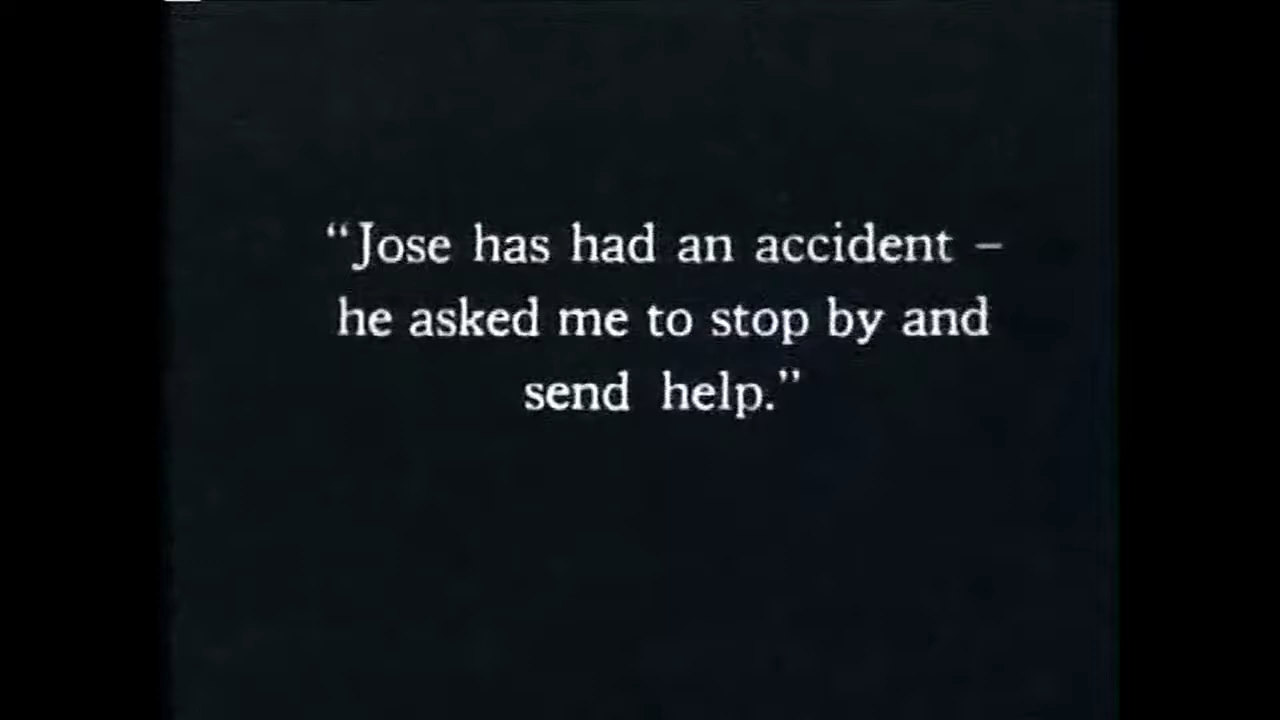 “Jose has had an accident –
he asked me to stop by and
send help.”